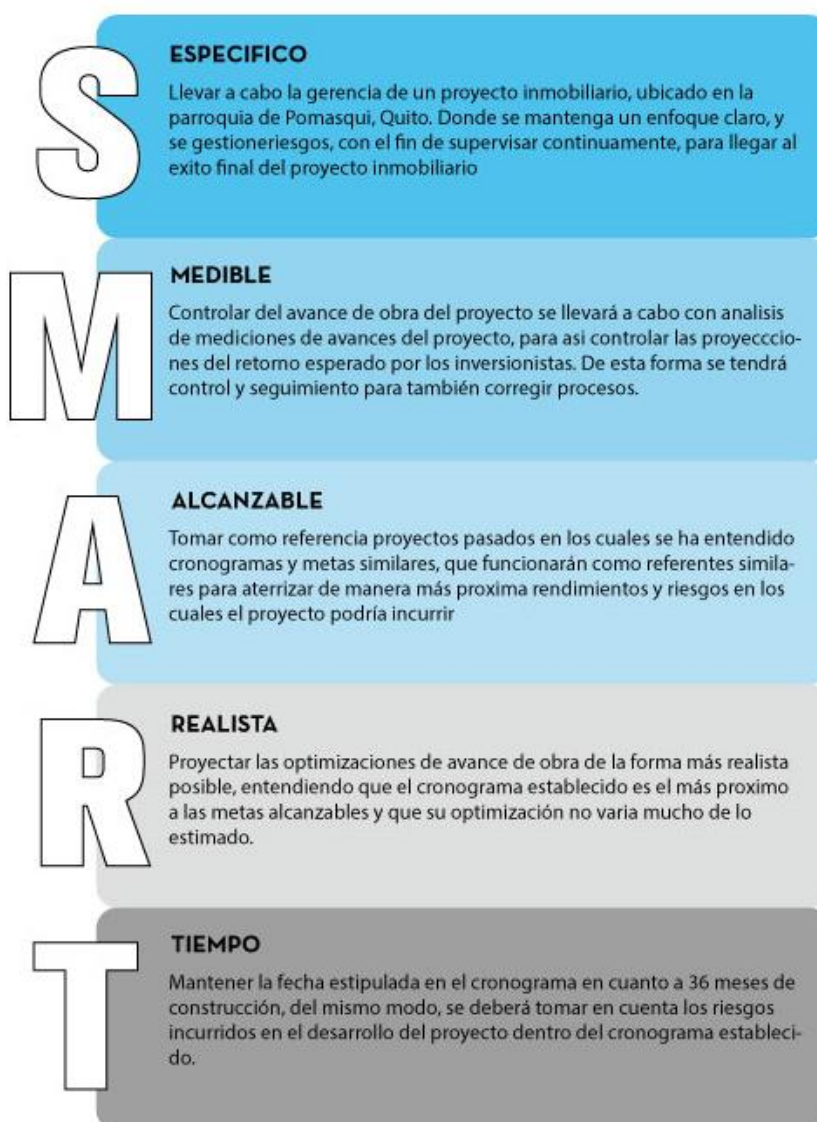 S
ESPECIFICO
Llevar a cabo la gerencia de un proyecto inmobiliario, ubicado en la
parroquia de Pomasqui, Quito. Donde se mantenga un enfoque claro, y
se gestioneriesgos, con el fin de supervisar continuamente, para llegar al
exito final del proyecto inmobiliario
M
MEDIBLE
Controlar del avance de obra del proyecto se llevará a cabo con analisis
de mediciones de avances del proyecto, para asi controlar las proyecccio-
nes del retorno esperado por los inversionistas. De esta forma se tendrá
control y seguimiento para también corregir procesos.
A
ALCANZABLE
Tomar como referencia proyectos pasados en los cuales se ha entendido
cronogramas y metas similares, que funcionarán como referentes simila-
res para aterrizar de manera más proxima rendimientos y riesgos en los
cuales el proyecto podría incurrir
R
REALISTA
Proyectar las optimizaciones de avance de obra de la forma más realista
posible, entendiendo que el cronograma establecido es el más proximo
a las metas alcanzables y que su optimización no varia mucho de lo
estimado.
T
TIEMPO
Mantener la fecha estipulada en el cronograma en cuanto a 36 meses de
construcción, del mismo modo, se deberá tomar en cuenta los riesgos
incurridos en el desarrollo del proyecto dentro del cronograma estableci-
do.